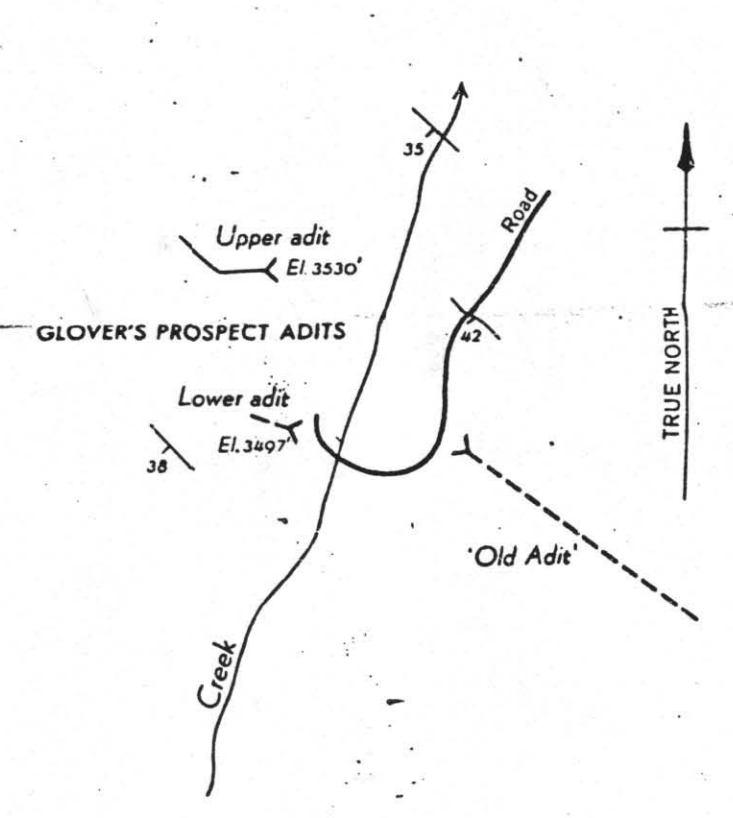 35
Road
Upper adit
El. 3530'
GLOVER'S PROSPECT ADITS
42
TRUE NORTH
Lower adit
El. 3497'
38
'Old Adit'
Creek